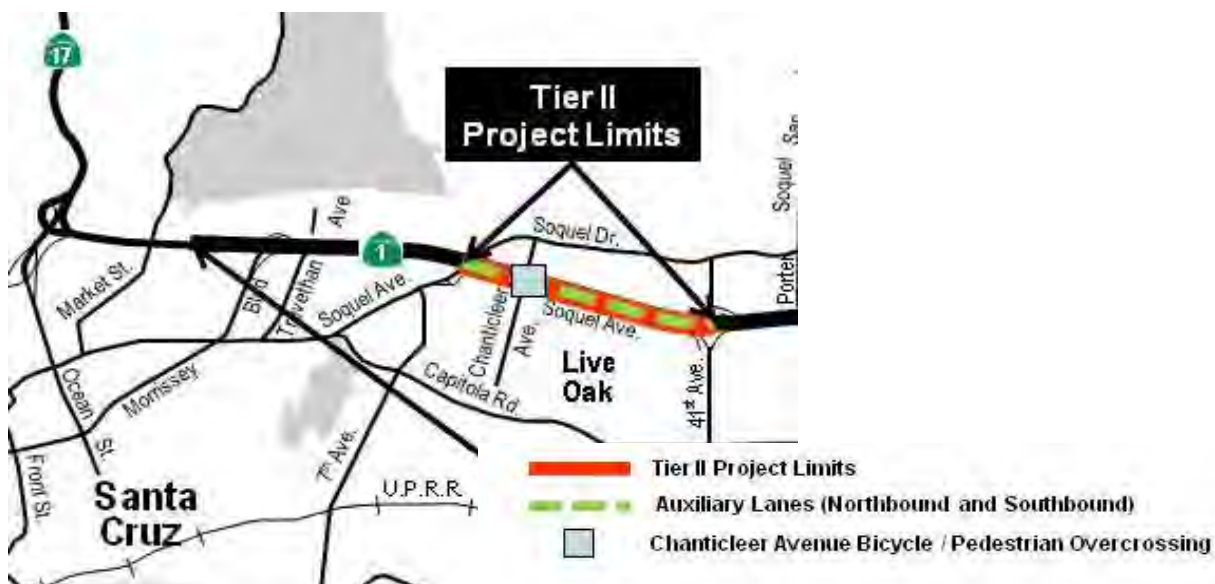 17
Tier II
Project Limits
Soquel
San
Porter
Ave
Soquel Dr.
1
Market St.
Blvd
Trevethan
Soquel Ave.
Chanticleer
Ave.
Soquel Ave.
Live
Oak
41st Ave.
Capitola Rd
Morrissey
Ocean
St.
7th Ave.
Front St.
Santa
Cruz
U.P.R.R.
Tier II Project Limits
Auxiliary Lanes (Northbound and Southbound)
Chanticleer Avenue Bicycle / Pedestrian Overcrossing